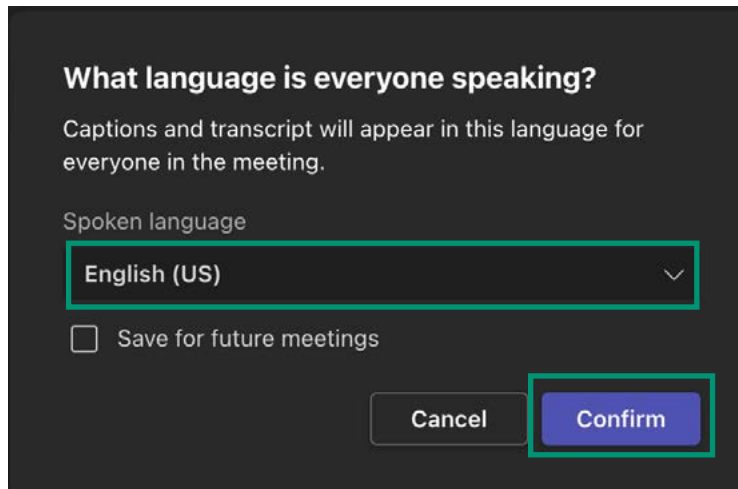 What language is everyone speaking?
Captions and transcript will appear in this language for
everyone in the meeting.
Spoken language
English (US)
Save for future meetings
Cancel Confirm